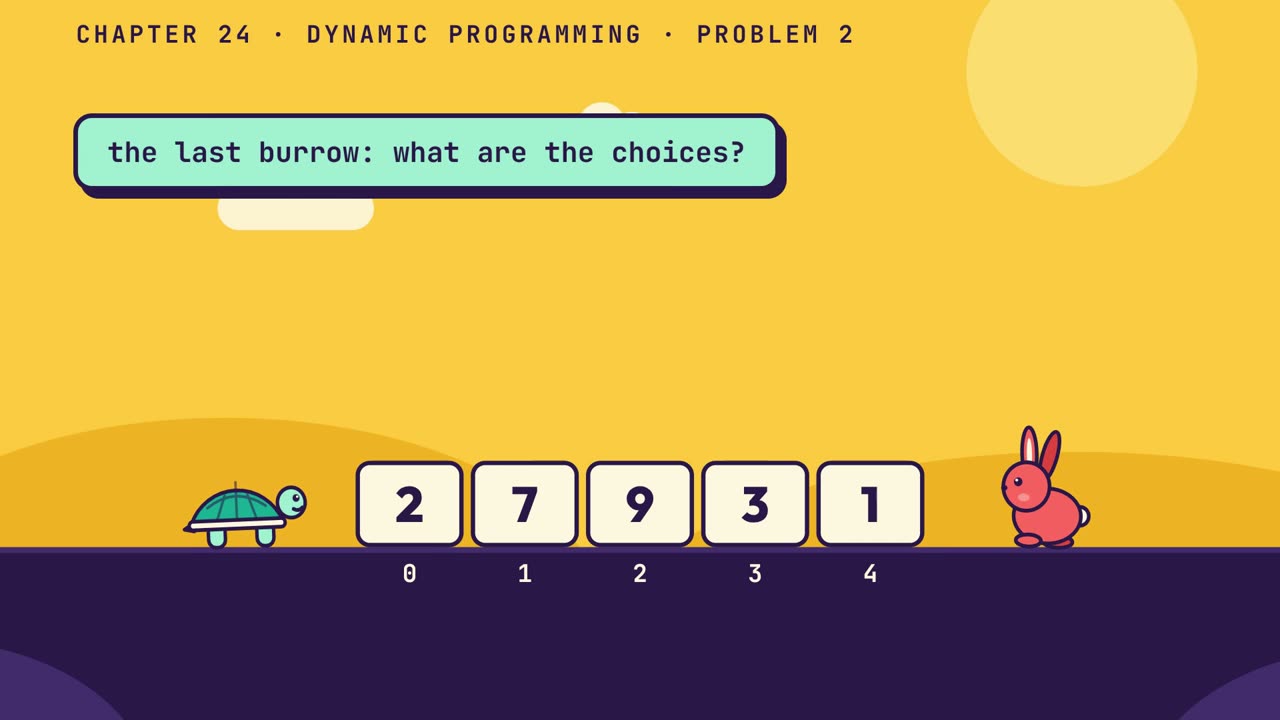 CHAPTER 24 · DYNAMIC PROGRAMMING · PROBLEM 2
the last burrow: what are the choices?
2 7 9 3 1
0 1 2 3 4